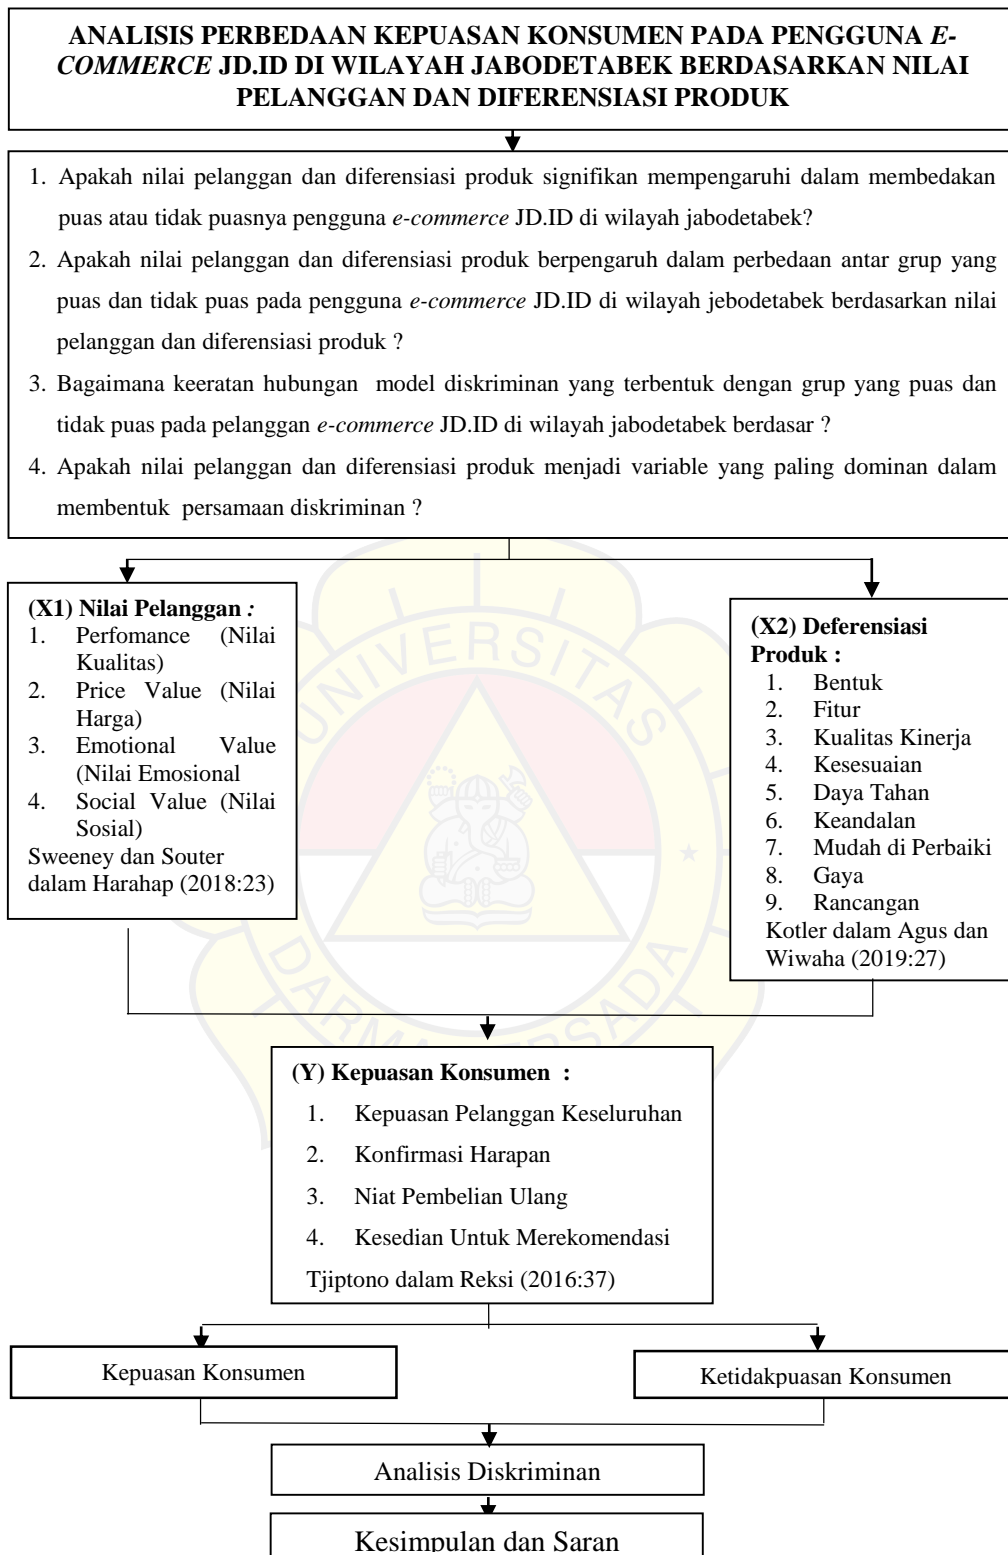 ANALISIS PERBEDAAN KEPUASAN KONSUMEN PADA PENGGUNA E-
COMMERCE JD.ID DI WILAYAH JABODETABEK BERDASARKAN NILAI
PELANGGAN DAN DIFERENSIASI PRODUK
1. Apakah nilai pelanggan dan diferensiasi produk signifikan mempengaruhi dalam membedakan
puas atau tidak puasnya pengguna e-commerce JD.ID di wilayah jabodetabek?
2. Apakah nilai pelanggan dan diferensiasi produk berpengaruh dalam perbedaan antar grup yang
puas dan tidak puas pada pengguna e-commerce JD.ID di wilayah jebodetabek berdasarkan nilai
pelanggan dan diferensiasi produk ?
3. Bagaimana keeratan hubungan model diskriminan yang terbentuk dengan grup yang puas dan
tidak puas pada pelanggan e-commerce JD.ID di wilayah jabodetabek berdasar ?
4. Apakah nilai pelanggan dan diferensiasi produk menjadi variable yang paling dominan dalam
membentuk persamaan diskriminan ?
(X1) Nilai Pelanggan :
1. Perfomance (Nilai
Kualitas)
2. Price Value (Nilai
Harga)
3. Emotional Value
(Nilai Emosional
4. Social Value (Nilai
Sosial)
Sweeney dan Souter
dalam Harahap (2018:23)
(X2) Deferensiasi
Produk :
1. Bentuk
2. Fitur
3. Kualitas Kinerja
4. Kesesuaian
5. Daya Tahan
6. Keandalan
7. Mudah di Perbaiki
8. Gaya
9. Rancangan
Kotler dalam Agus dan
Wiwaha (2019:27)
UNIVERSITAS
DARMA PERSADA
(Y) Kepuasan Konsumen :
1. Kepuasan Pelanggan Keseluruhan
2. Konfirmasi Harapan
3. Niat Pembelian Ulang
4. Kesedian Untuk Merekomendasi
Tjiptono dalam Reksi (2016:37)
Kepuasan Konsumen
Ketidakpuasan Konsumen
Analisis Diskriminan
Kesimpulan dan Saran